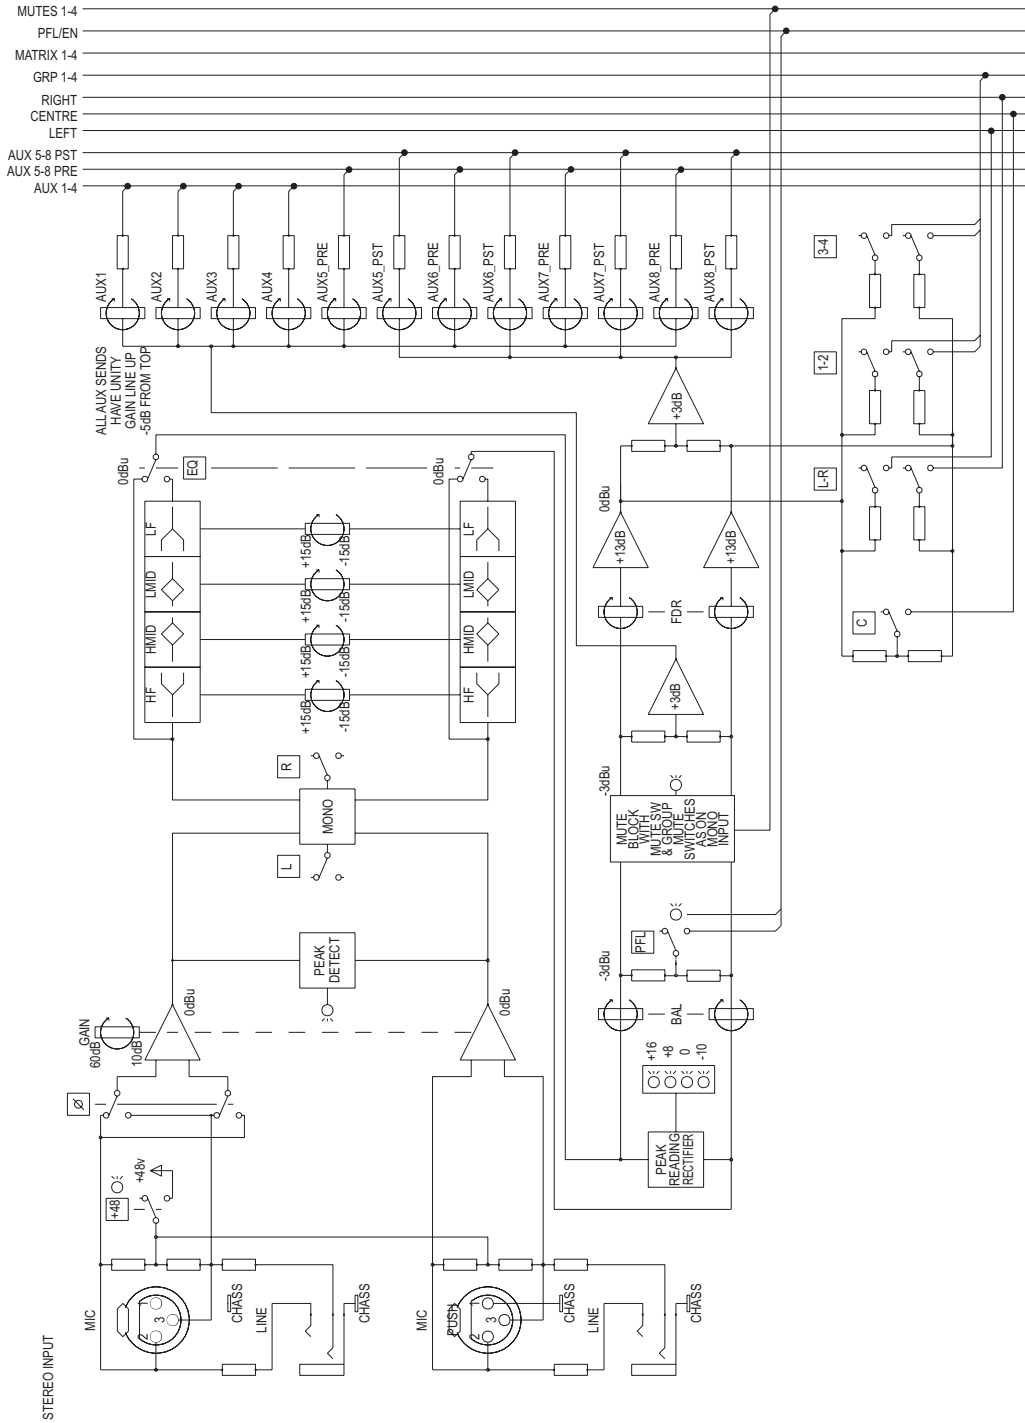 MUTES 1-4
PFL/EN
MATRIX 1-4
GRP 1-4
RIGHT
CENTRE
LEFT
AUX 5-8 PST
AUX 5-8 PRE
AUX 1-4
AUX1
AUX2
AUX3
AUX4
AUX5_PRE
AUX5_PST
AUX6_PRE
AUX6_PST
AUX7_PRE
AUX7_PST
AUX8_PRE
AUX8_PST
3-4
1-2
L-R
C
ALL AUX SENDS
HAVE UNITY
GAIN LINE UP
-5dB FROM TOP
+3dB
0dBu
EQ
0dBu
0dBu
LF
LMID
HMID
HF
+15dB
-15dB
+15dB
-15dB
+15dB
-15dB
+15dB
-15dB
LF
LMID
HMID
HF
+13dB
+13dB
FDR
+3dB
R
MONO
L
-3dBu
MUTE
BLOCK
WITH
MUTE SW
& GROUP
MUTE
SWITCHES
AS ON
MONO
INPUT
PEAK
DETECT
PFL
-3dBu
BAL
GAIN
60dB
10dB
0dBu
0dBu
+16
+8
0
-10
PEAK
READING
RECTIFIER
Ø
+48
+48v
MIC
1
2
3
CHASS
LINE
CHASS
MIC
PUSH
1
2
3
CHASS
LINE
CHASS
STEREO INPUT